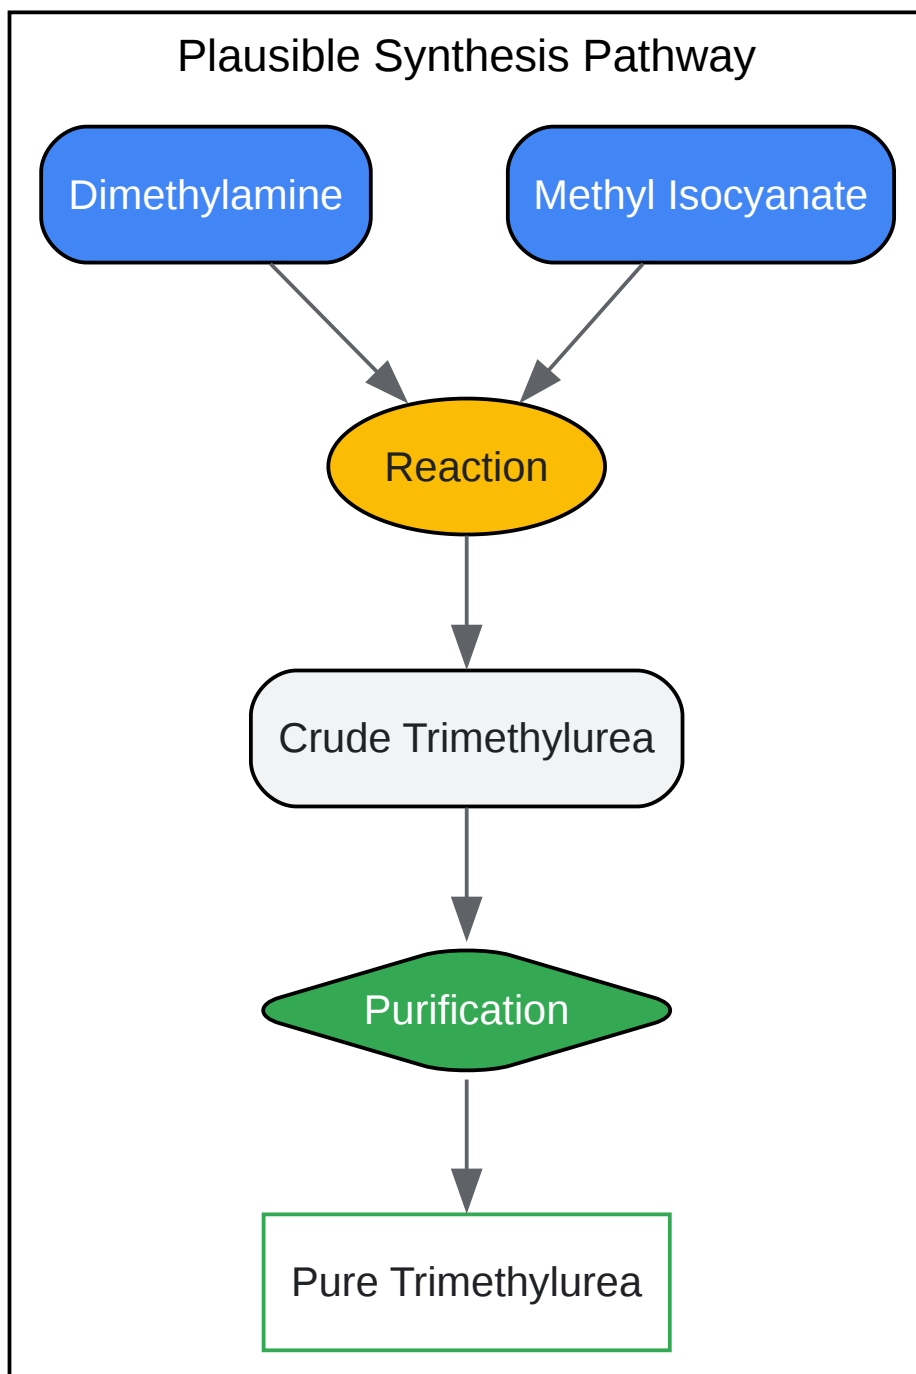 Plausible Synthesis Pathway
Dimethylamine
Methyl Isocyanate
Reaction
Crude Trimethylurea
Purification
Pure Trimethylurea